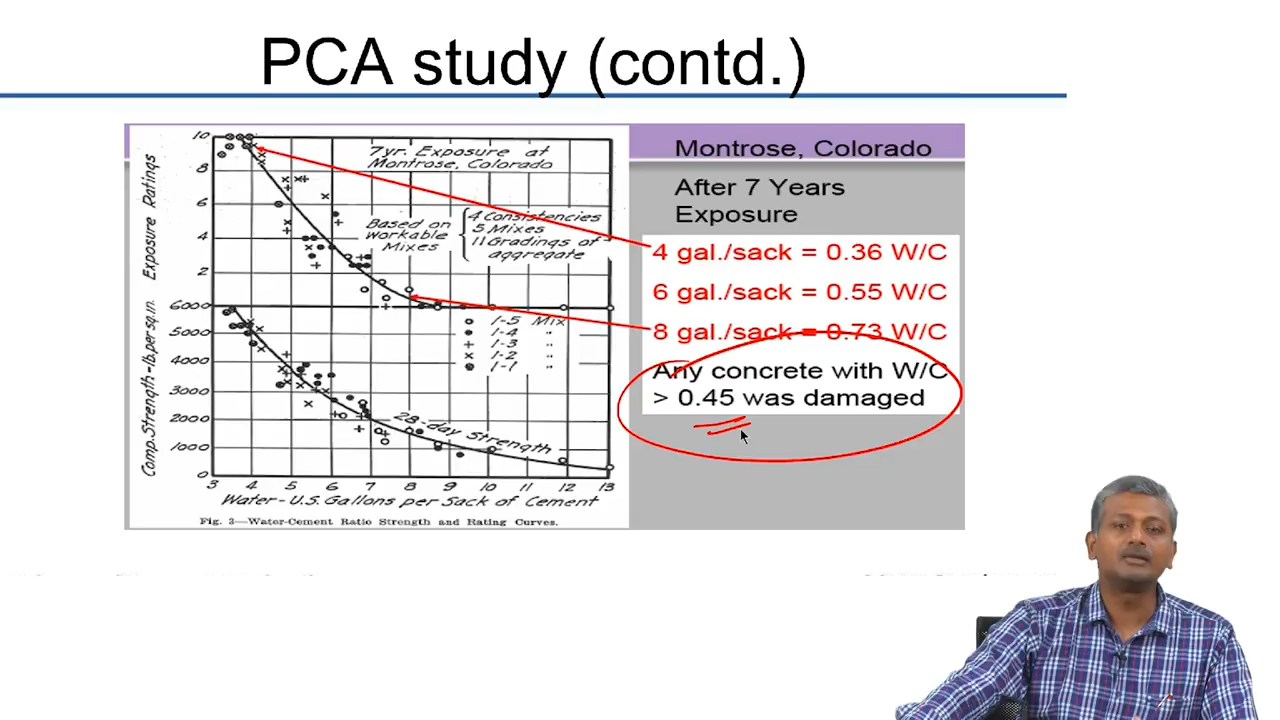 PCA study (contd.)
10
8
6
4
2
Exposure Ratings
7yr. Exposure at
Montrose, Colorado
Based on
workable
Mixes
4 Consistencies
5 Mixes
11 Gradings of
aggregate
6000
5000
4000
3000
2000
1000
0
Comp. Strength-lb. per sq. in.
1-5 Mix
1-4 "
1-3 "
1-2 "
1-1 "
28-day Strength
3 4 5 6 7 8 9 10 11 12 13
Water-U.S. Gallons per Sack of Cement
Fig. 2—Water-Cement Ratio Strength and Rating Curves.
Montrose, Colorado
After 7 Years
Exposure
4 gal./sack = 0.36 W/C
6 gal./sack = 0.55 W/C
8 gal./sack = 0.73 W/C
Any concrete with W/C
> 0.45 was damaged